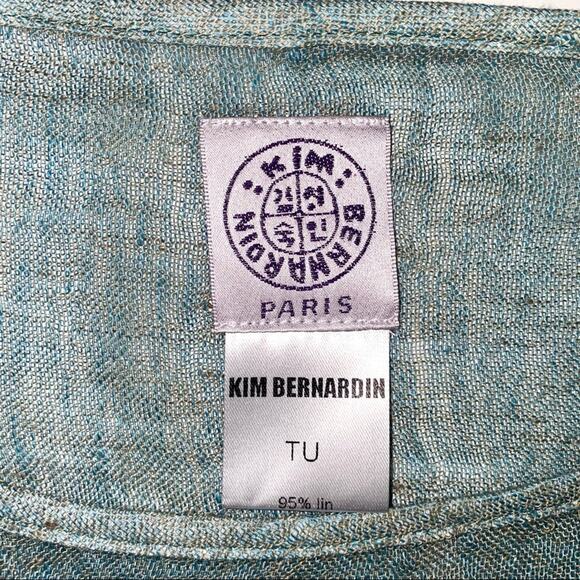 :KIM:
BERNARDIN
PARIS
KIM BERNARDIN
TU
95% lin